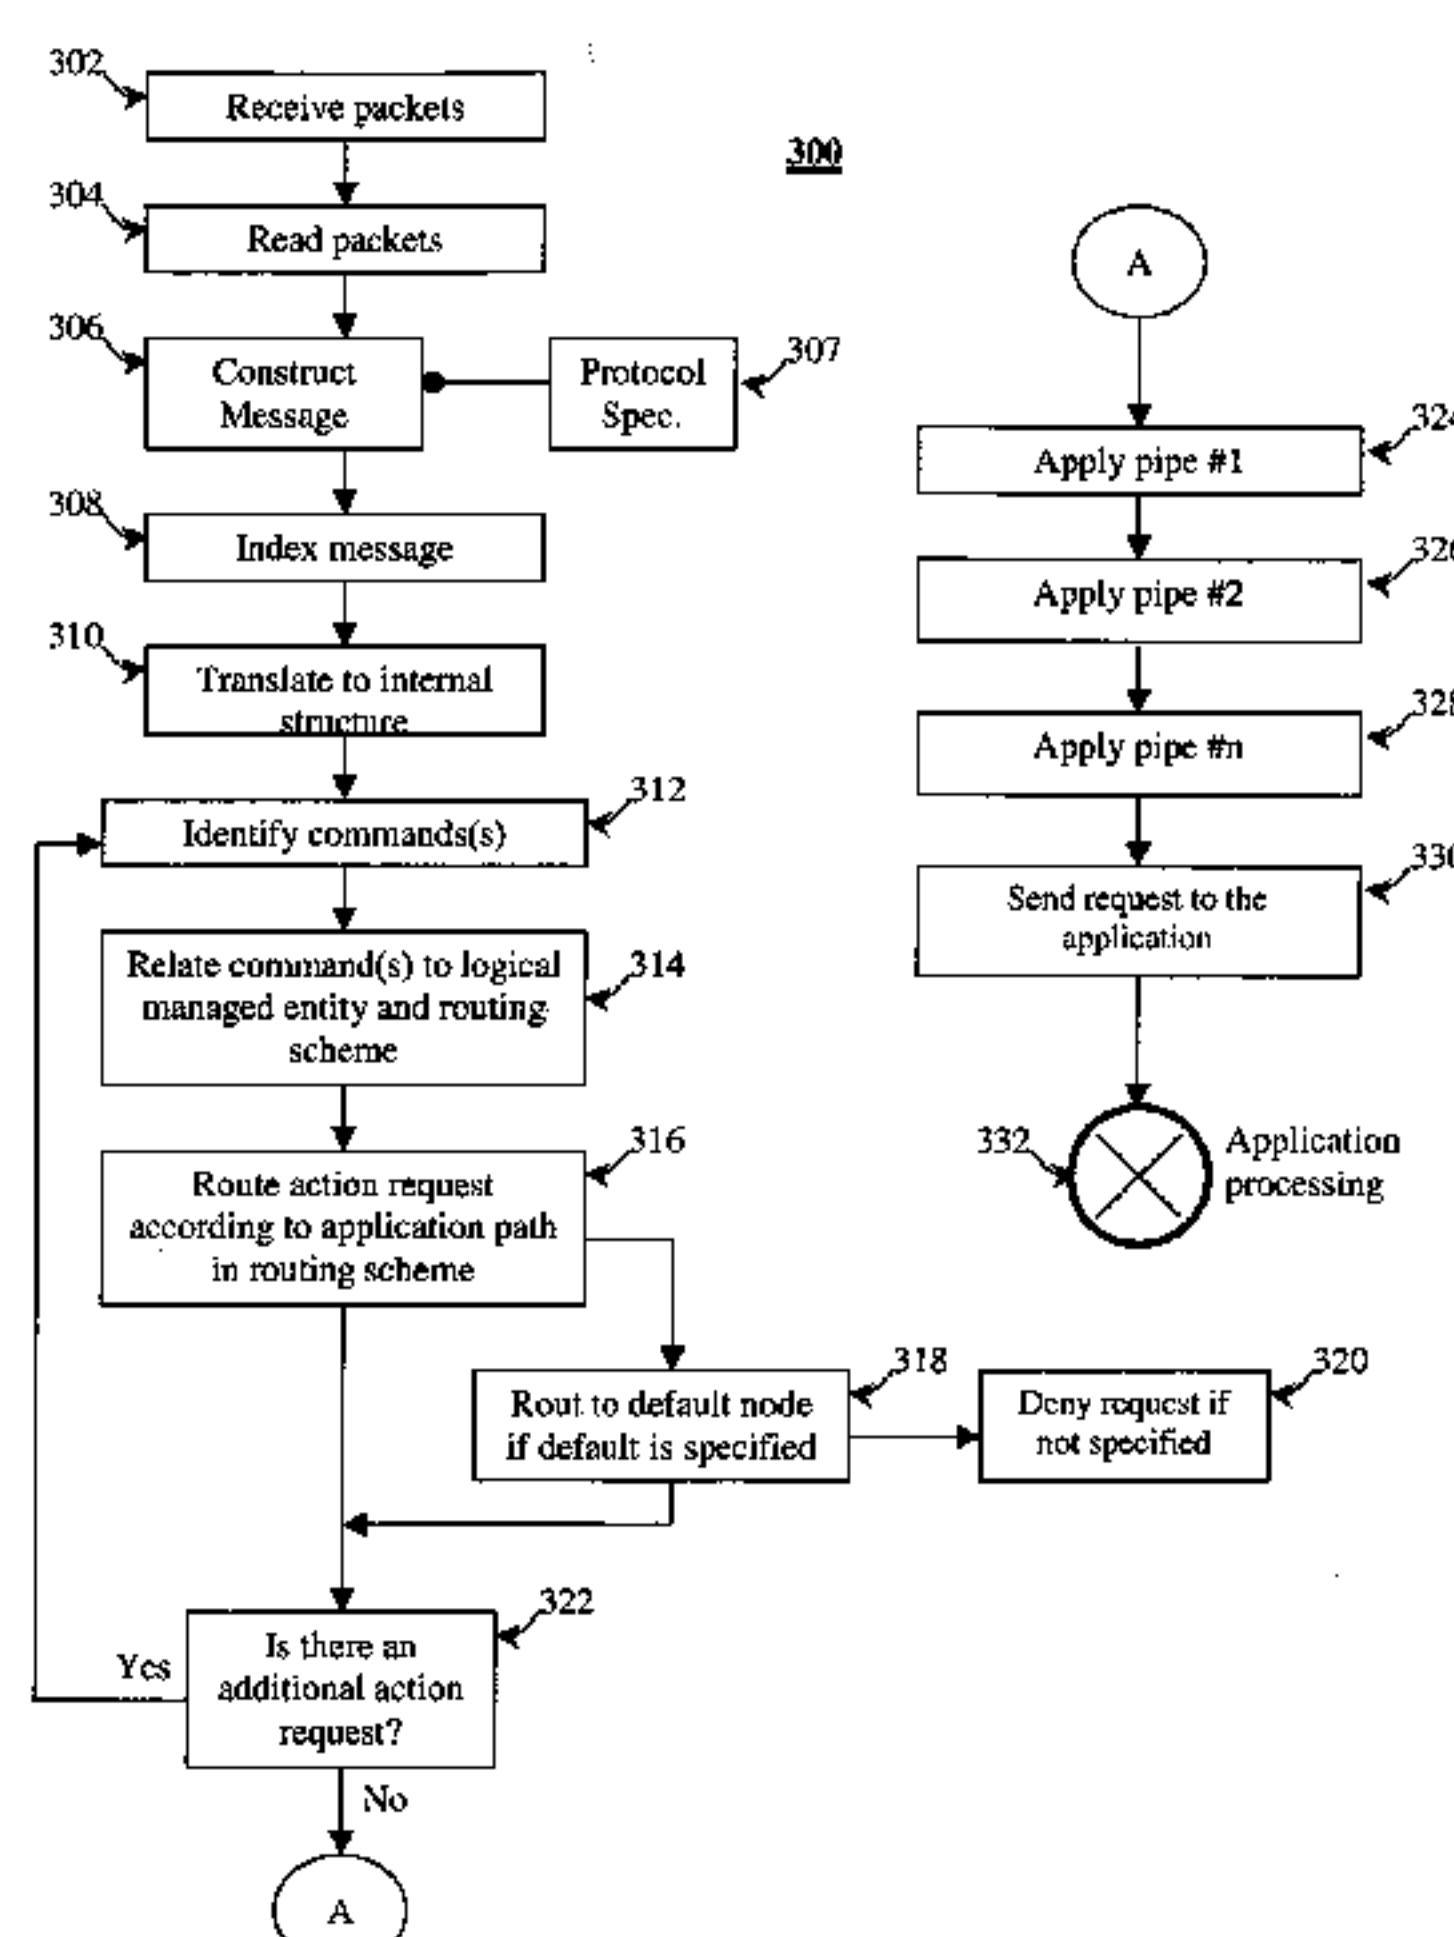 302
Receive packets
300
304
Read packets
306
Construct
Message
Protocol
Spec.
307
308
Index message
310
Translate to internal
structure
312
Identify commands(s)
Relate command(s) to logical
managed entity and routing
scheme
314
316
Route action request
according to application path
in routing scheme
318
Rout to default node
if default is specified
320
Deny request if
not specified
322
Is there an
additional action
request?
Yes
No
A
A
324
Apply pipe #1
326
Apply pipe #2
328
Apply pipe #n
330
Send request to the
application
332
Application
processing